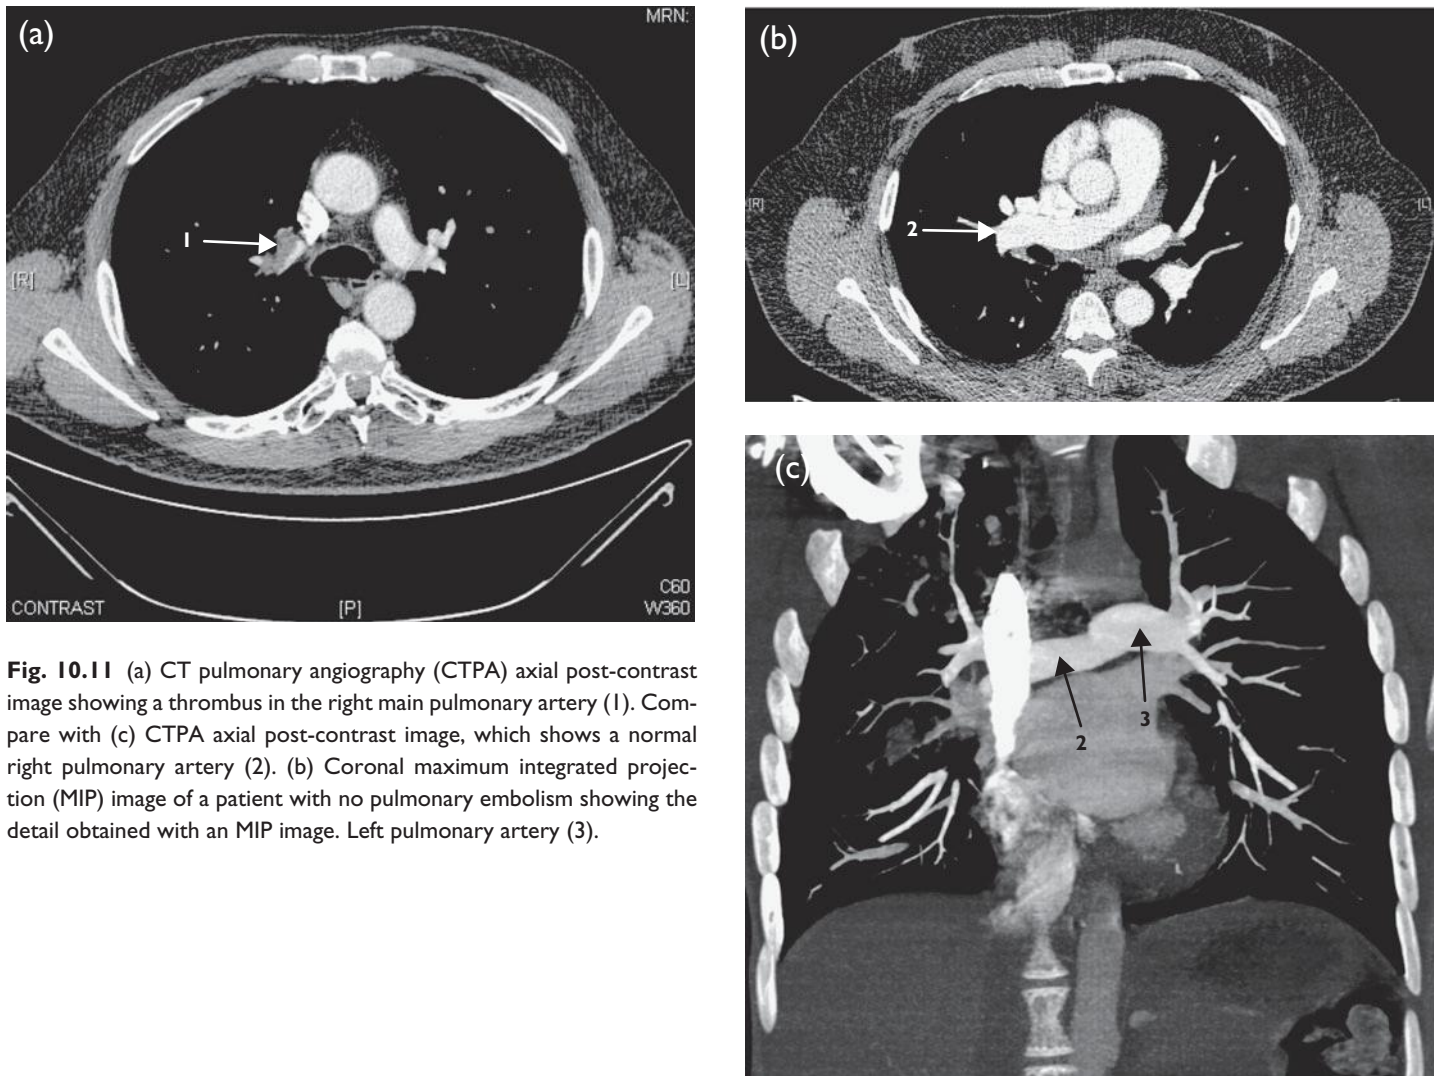 (a)
MRN:
1
[R]
[L]
CONTRAST
[P]
C60
W360
(b)
[R]
2
[L]
(c)
3
2
Fig. 10.11 (a) CT pulmonary angiography (CTPA) axial post-contrast
image showing a thrombus in the right main pulmonary artery (1). Com-
pare with (c) CTPA axial post-contrast image, which shows a normal
right pulmonary artery (2). (b) Coronal maximum integrated projec-
tion (MIP) image of a patient with no pulmonary embolism showing the
detail obtained with an MIP image. Left pulmonary artery (3).